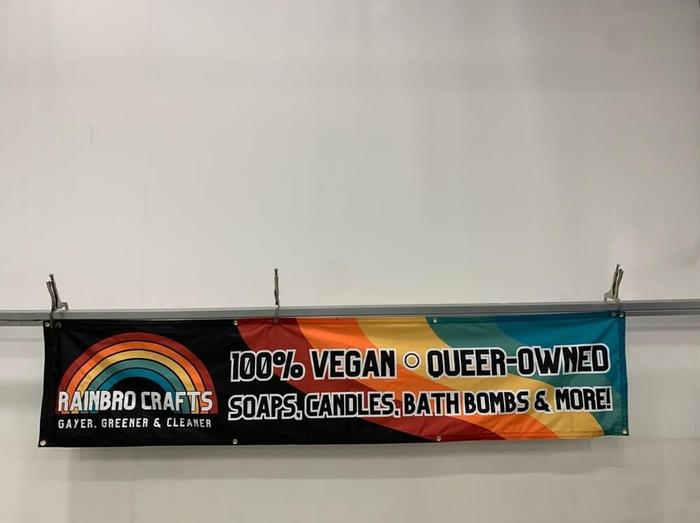 RAINBRO CRAFTS
GAYER, GREENER & CLEANER
100% VEGAN ○ QUEER-OWNED
SOAPS, CANDLES, BATH BOMBS & MORE!